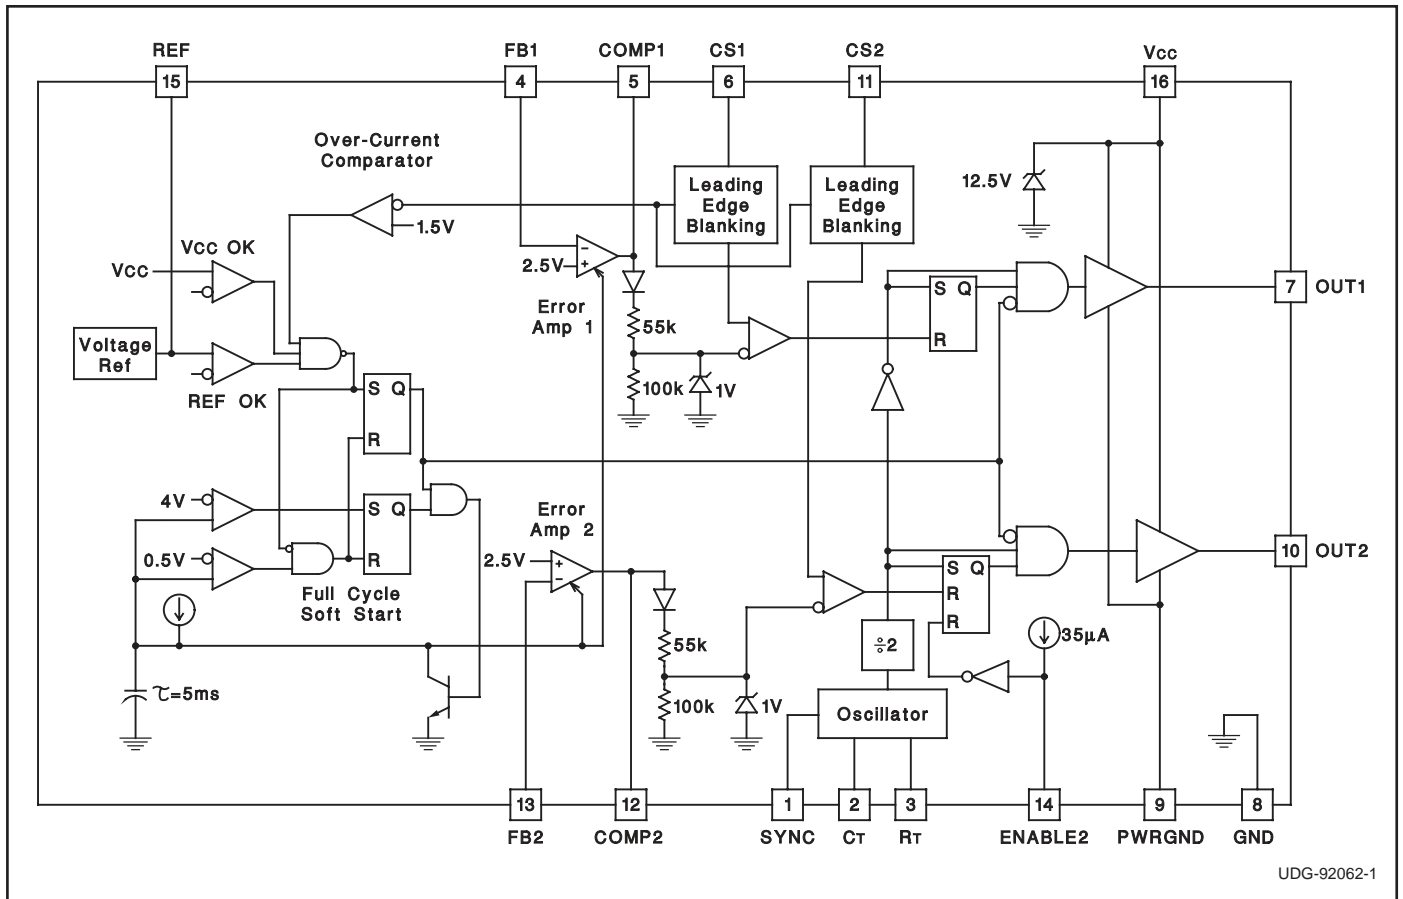 REF
FB1
COMP1
CS1
CS2
Vcc
15
4
5
6
11
16
Over-Current
Comparator
1.5V
Leading
Edge
Blanking
Leading
Edge
Blanking
12.5V
Vcc OK
Vcc
2.5V
Error
Amp 1
55k
100k
1V
S Q
R
7
OUT1
Voltage
Ref
REF OK
S Q
R
4V
0.5V
S Q
R
Full Cycle
Soft Start
Error
Amp 2
2.5V
S Q
R
R
10
OUT2
÷2
35µA
τ=5ms
55k
100k
1V
Oscillator
13
12
1
2
3
14
9
8
FB2
COMP2
SYNC
CT
RT
ENABLE2
PWRGND
GND
UDG-92062-1